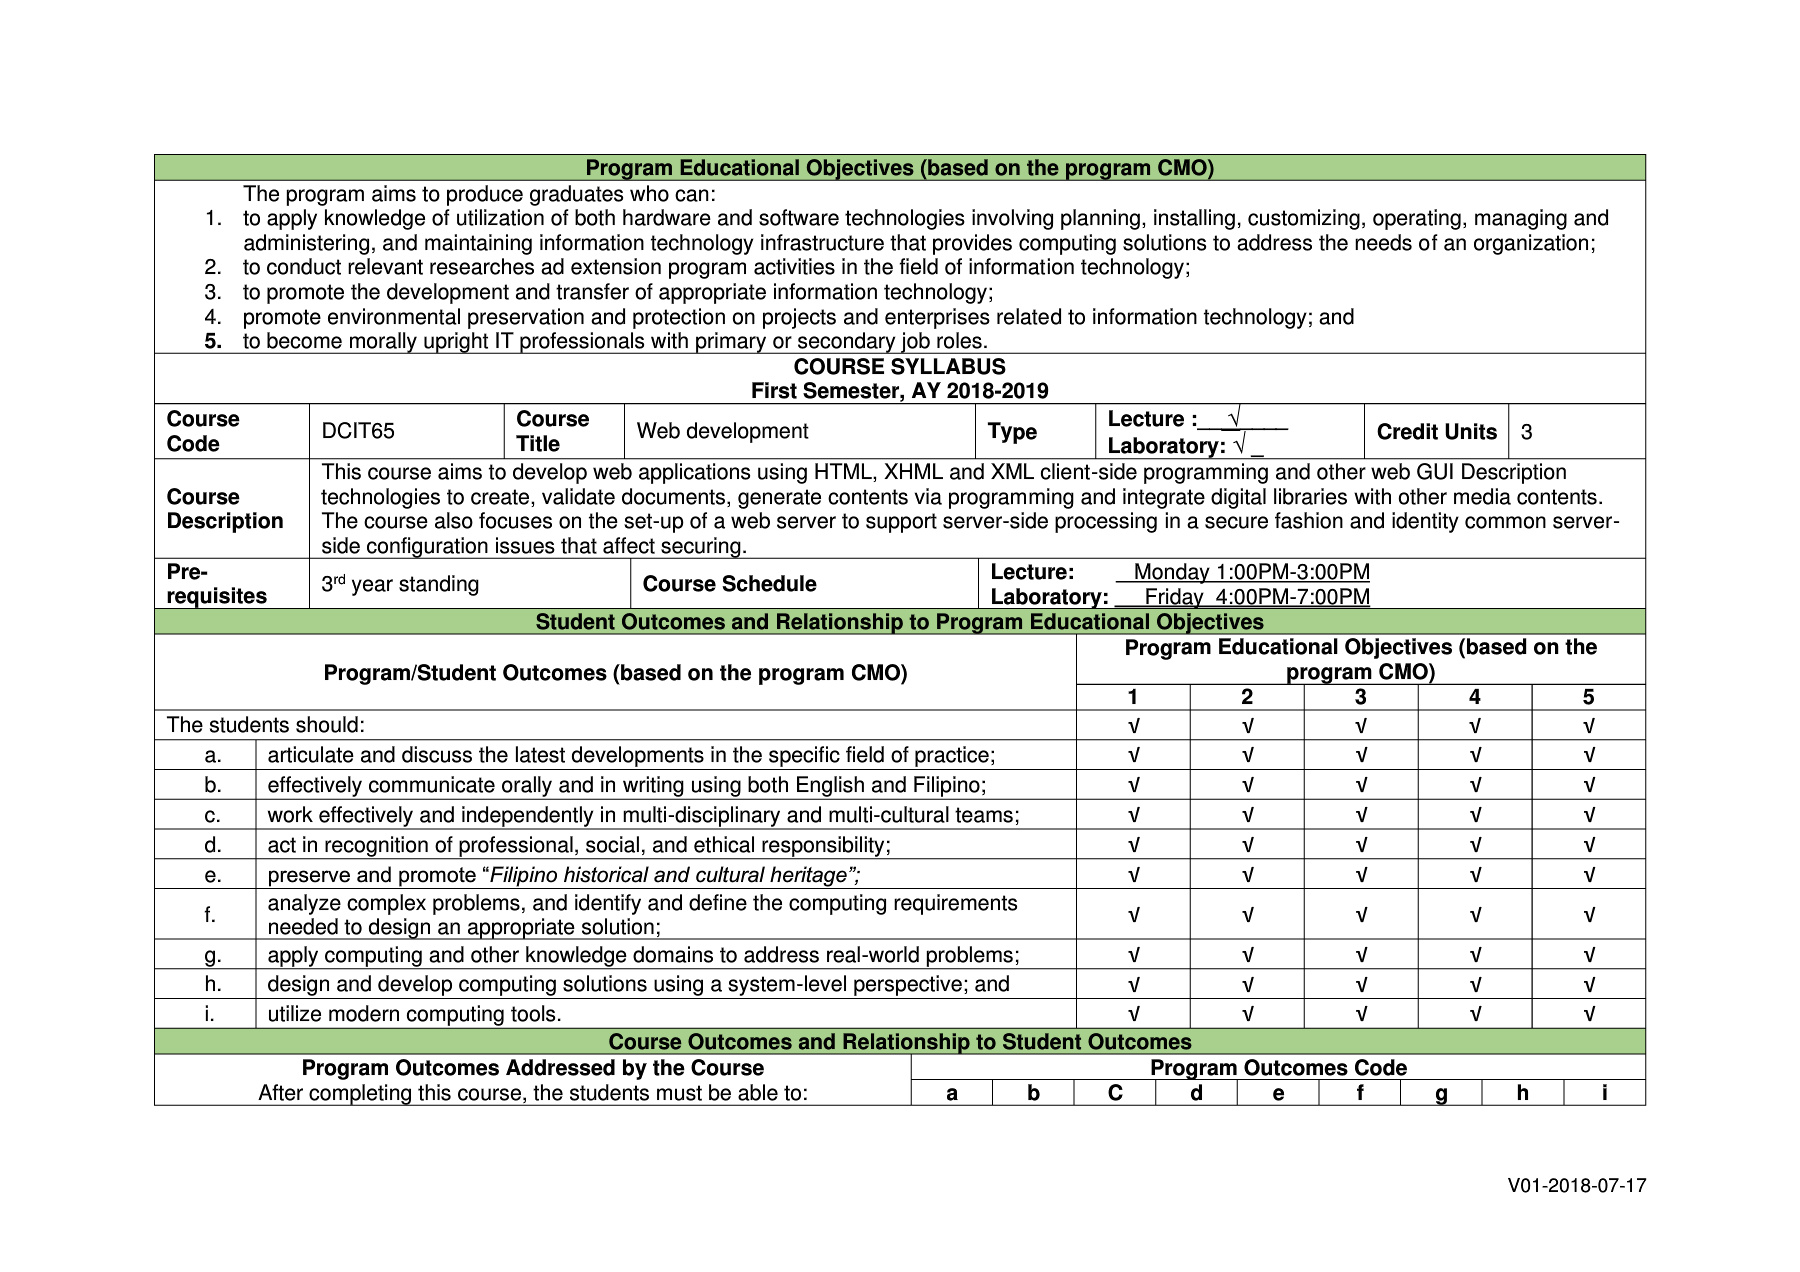 Program Educational Objectives (based on the program CMO)
The program aims to produce graduates who can:
1. to apply knowledge of utilization of both hardware and software technologies involving planning, installing, customizing, operating, managing and
administering, and maintaining information technology infrastructure that provides computing solutions to address the needs of an organization;
2. to conduct relevant researches ad extension program activities in the field of information technology;
3. to promote the development and transfer of appropriate information technology;
4. promote environmental preservation and protection on projects and enterprises related to information technology; and
5. to become morally upright IT professionals with primary or secondary job roles.
COURSE SYLLABUS
First Semester, AY 2018-2019
Course Code DCIT65 Course Title Web development Type Lecture :__√____ Laboratory: √ _ Credit Units 3
Course Description
This course aims to develop web applications using HTML, XHML and XML client-side programming and other web GUI Description
technologies to create, validate documents, generate contents via programming and integrate digital libraries with other media contents.
The course also focuses on the set-up of a web server to support server-side processing in a secure fashion and identity common server-
side configuration issues that affect securing.
Pre-requisites 3rd year standing Course Schedule Lecture: Monday 1:00PM-3:00PM
Laboratory: Friday 4:00PM-7:00PM
Student Outcomes and Relationship to Program Educational Objectives
Program/Student Outcomes (based on the program CMO)
Program Educational Objectives (based on the
program CMO)
1 2 3 4 5
The students should: √ √ √ √ √
a. articulate and discuss the latest developments in the specific field of practice; √ √ √ √ √
b. effectively communicate orally and in writing using both English and Filipino; √ √ √ √ √
c. work effectively and independently in multi-disciplinary and multi-cultural teams; √ √ √ √ √
d. act in recognition of professional, social, and ethical responsibility; √ √ √ √ √
e. preserve and promote “Filipino historical and cultural heritage”; √ √ √ √ √
f. analyze complex problems, and identify and define the computing requirements
needed to design an appropriate solution; √ √ √ √ √
g. apply computing and other knowledge domains to address real-world problems; √ √ √ √ √
h. design and develop computing solutions using a system-level perspective; and √ √ √ √ √
i. utilize modern computing tools. √ √ √ √ √
Course Outcomes and Relationship to Student Outcomes
Program Outcomes Addressed by the Course Program Outcomes Code
After completing this course, the students must be able to: a b C d e f g h i
V01-2018-07-17